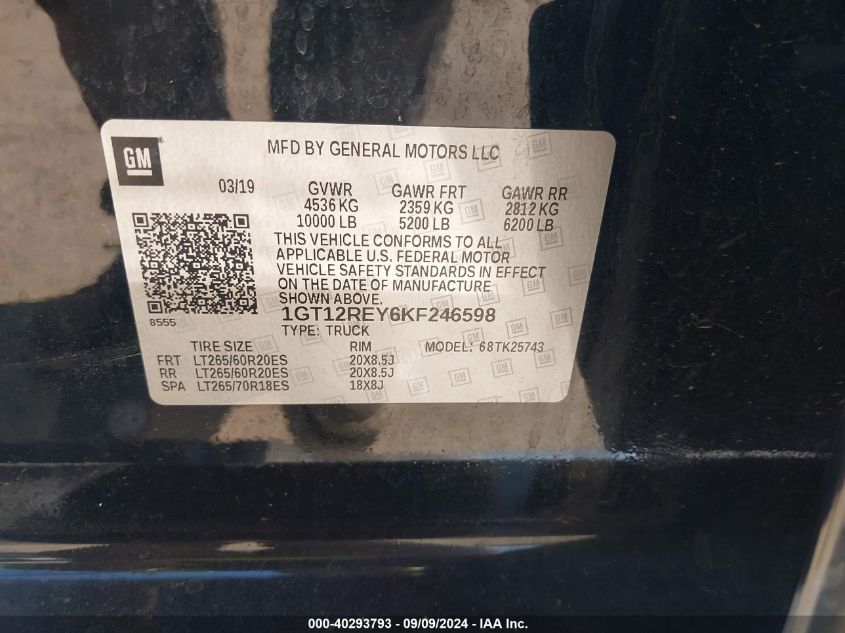 GM
MFD BY GENERAL MOTORS LLC
03/19 GVWR GAWR FRT GAWR RR
4536 KG 2359 KG 2812 KG
10000 LB 5200 LB 6200 LB
THIS VEHICLE CONFORMS TO ALL
APPLICABLE U.S. FEDERAL MOTOR
VEHICLE SAFETY STANDARDS IN EFFECT
ON THE DATE OF MANUFACTURE
SHOWN ABOVE.
8555
1GT12REY6KF246598
TYPE: TRUCK
TIRE SIZE RIM MODEL: 68TK25743
FRT LT265/60R20ES 20X8.5J
RR LT265/60R20ES 20X8.5J
SPA LT265/70R18ES 18X8J
000-40293793 - 09/09/2024 - IAA Inc.